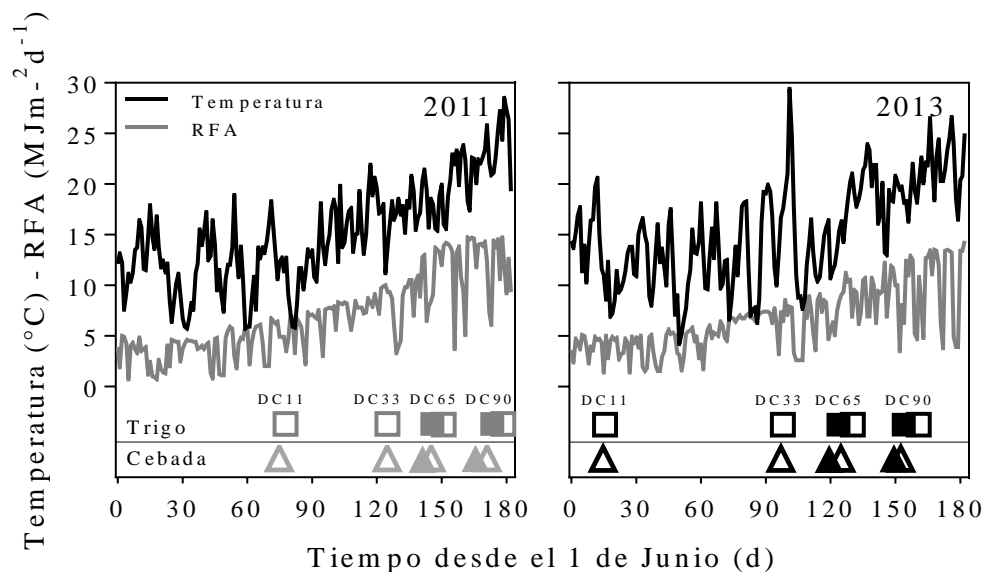 Temperatura (°C) - RFA (MJm-2d-1)
30
25
20
15
10
5
0
Temperatura
RFA
2011
2013
DC11 DC33 DC65 DC90
DC11 DC33 DC65 DC90
Trigo
Cebada
0 30 60 90 120 150 180
0 30 60 90 120 150 180
Tiempo desde el 1 de Junio (d)